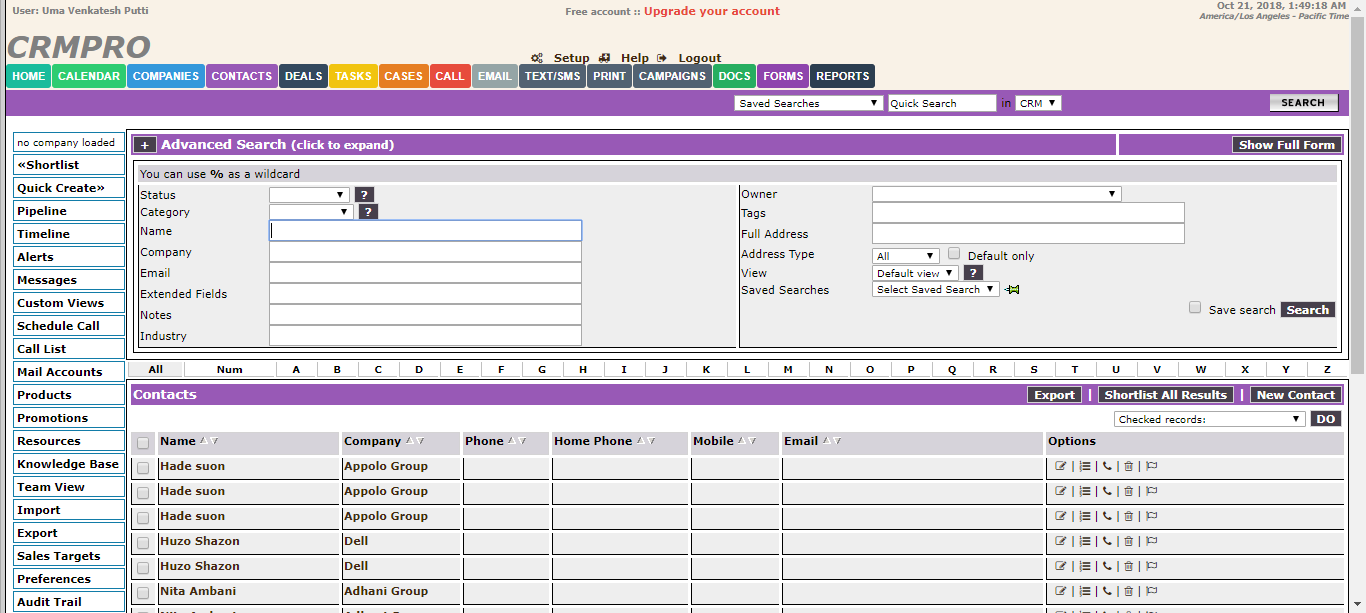 User: Uma Venkatesh Putti
Free account :: Upgrade your account
Oct 21, 2018, 1:49:18 AM
America/Los Angeles - Pacific Time
CRMPRO
Setup Help Logout
HOME CALENDAR COMPANIES CONTACTS DEALS TASKS CASES CALL EMAIL TEXT/SMS PRINT CAMPAIGNS DOCS FORMS REPORTS
Saved Searches Quick Search in CRM SEARCH
no company loaded
«Shortlist
Quick Create»
Pipeline
Timeline
Alerts
Messages
Custom Views
Schedule Call
Call List
Mail Accounts
Products
Promotions
Resources
Knowledge Base
Team View
Import
Export
Sales Targets
Preferences
Audit Trail
+ Advanced Search (click to expand) Show Full Form
You can use % as a wildcard
Status ?
Category ?
Name
Company
Email
Extended Fields
Notes
Industry
Owner
Tags
Full Address
Address Type All Default only
View Default view ?
Saved Searches Select Saved Search
Save search Search
All Num A B C D E F G H I J K L M N O P Q R S T U V W X Y Z
Contacts Export | Shortlist All Results | New Contact
Checked records: DO
Name Company Phone Home Phone Mobile Email Options
Hade suon Appolo Group
Hade suon Appolo Group
Hade suon Appolo Group
Huzo Shazon Dell
Huzo Shazon Dell
Nita Ambani Adhani Group